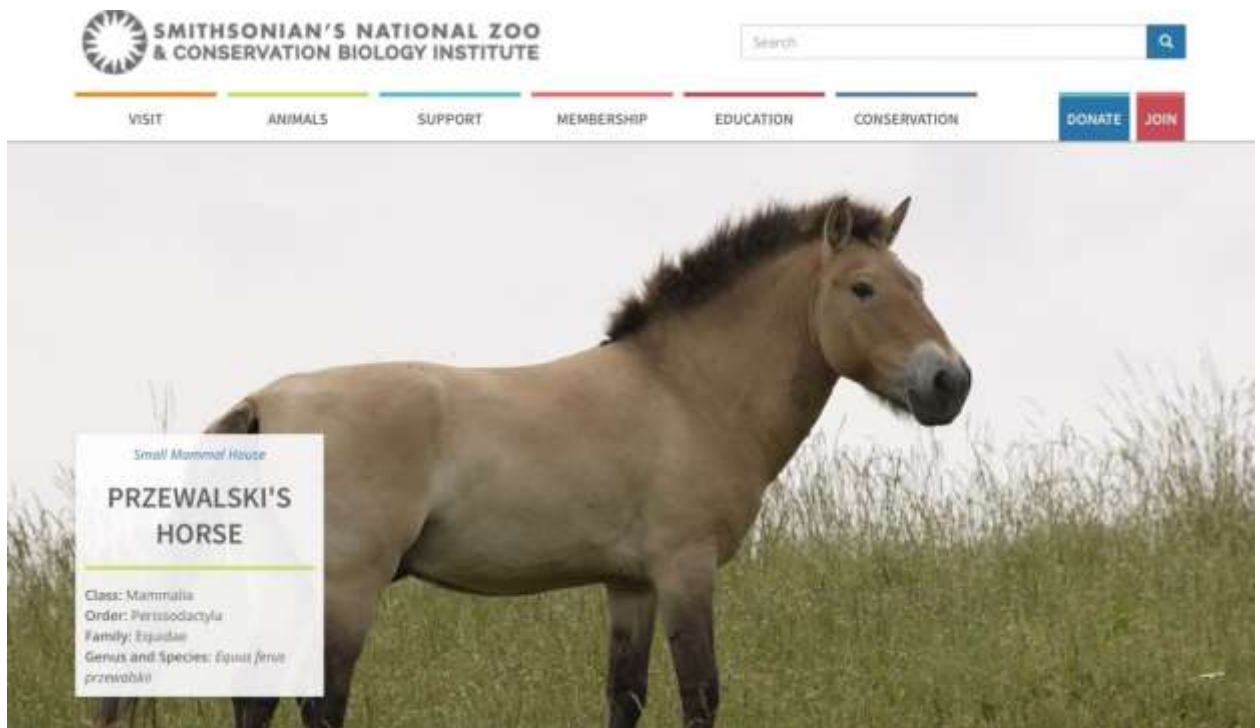 SMITHSONIAN'S NATIONAL ZOO
& CONSERVATION BIOLOGY INSTITUTE
Search
VISIT
ANIMALS
SUPPORT
MEMBERSHIP
EDUCATION
CONSERVATION
DONATE
JOIN
Small Mammal House
PRZEWALSKI'S
HORSE
Class: Mammalia
Order: Perissodactyla
Family: Equidae
Genus and Species: Equus ferus
przewalskii